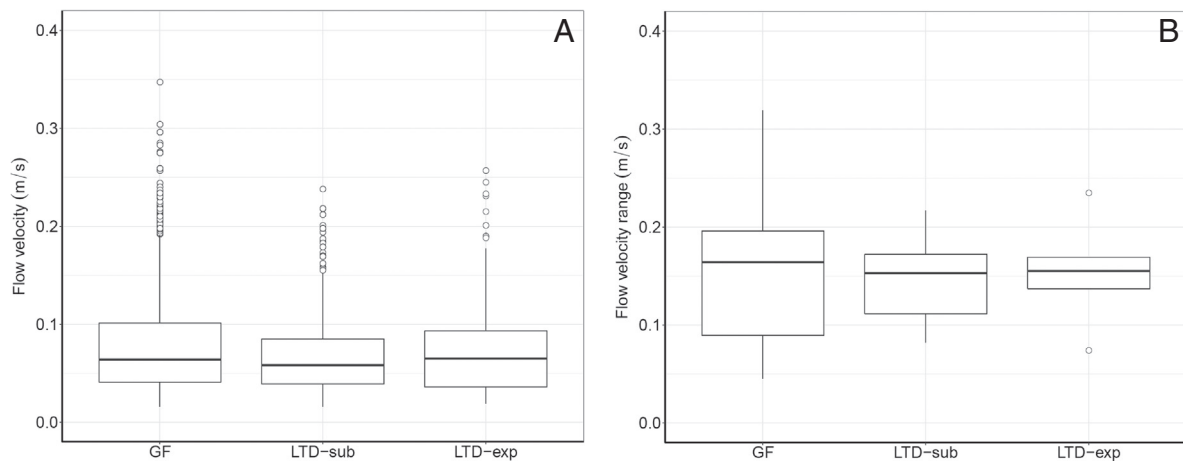 A
Flow velocity (m/s)
0.4
0.3
0.2
0.1
0.0
GF LTD-sub LTD-exp
B
Flow velocity range (m/s)
0.4
0.3
0.2
0.1
0.0
GF LTD-sub LTD-exp